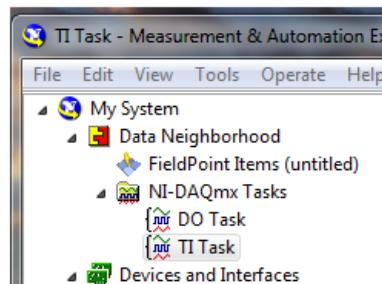 TI Task - Measurement & Automation Ex
File Edit View Tools Operate Help
My System
Data Neighborhood
FieldPoint Items (untitled)
NI-DAQmx Tasks
DO Task
TI Task
Devices and Interfaces